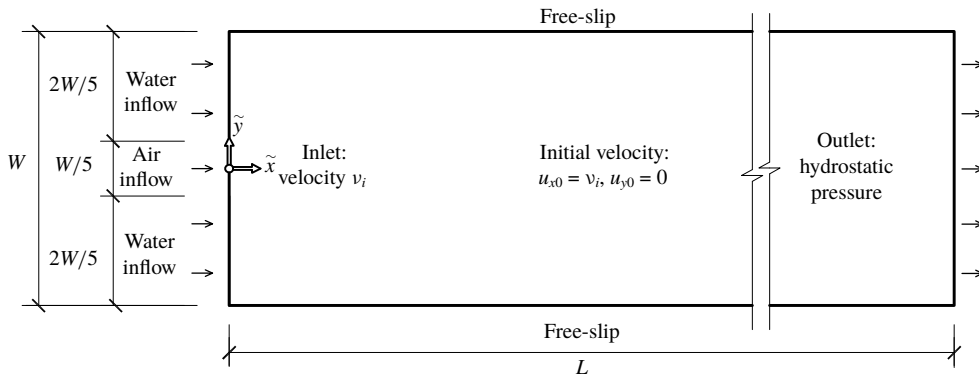 Free-slip
2W/5
Water
inflow
W
W/5
Air
inflow
ỹ
x̃
Inlet:
velocity vᵢ
Initial velocity:
uₓ₀ = vᵢ, u_y0 = 0
Outlet:
hydrostatic
pressure
2W/5
Water
inflow
Free-slip
L